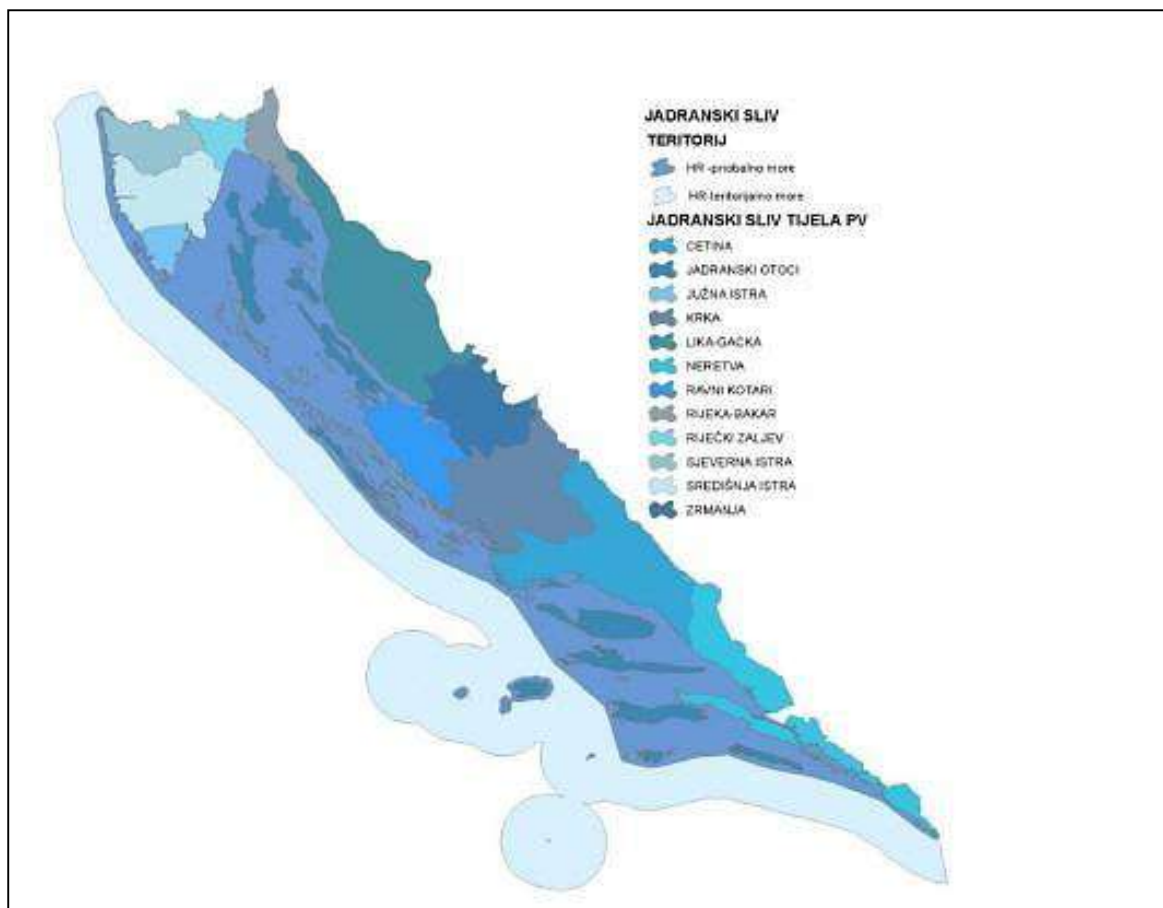 JADRANSKI SLIV
TERITORIJ
HR -priobalno more
HR-teritorijalno more
JADRANSKI SLIV TIJELA PV
CETINA
JADRANSKI OTOCI
JUŽNA ISTRA
KRKA
LIKA-GACKA
NERETVA
RAVNI KOTARI
RIJEKA-BAKAR
RIJEČKI ZALJEV
SJEVERNA ISTRA
SREDIŠNJA ISTRA
ZRMANJA